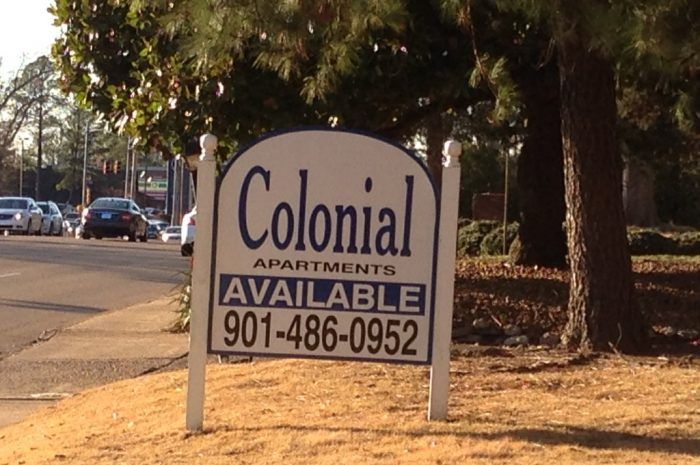 Colonial
APARTMENTS
AVAILABLE
901-486-0952